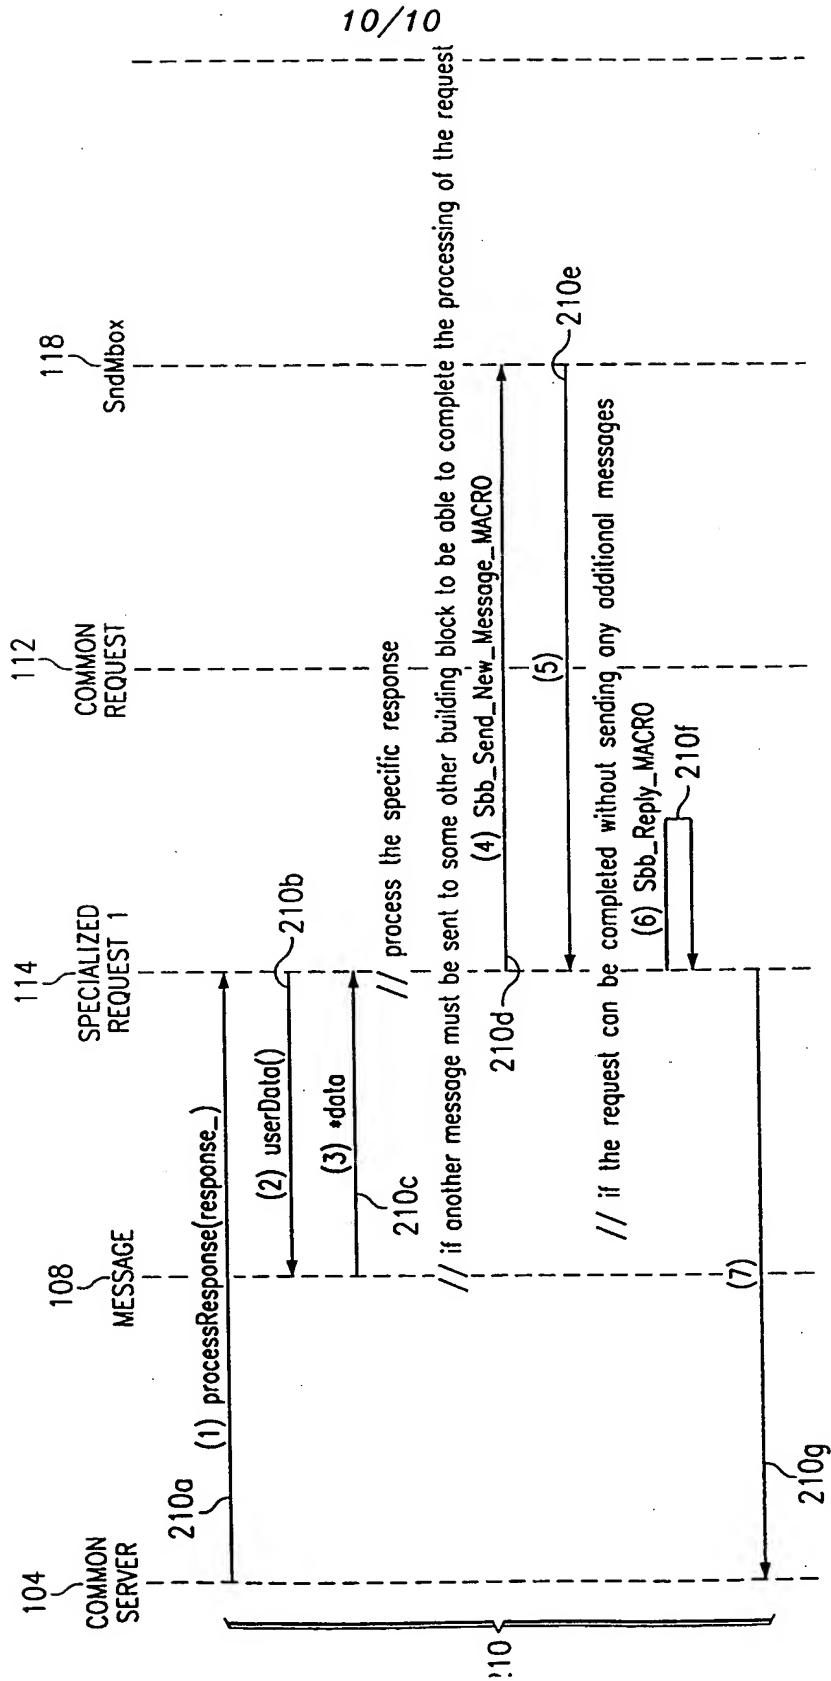 10/10
104
COMMON
SERVER
108
MESSAGE
114
SPECIALIZED
REQUEST 1
112
COMMON
REQUEST
118
SndMbox
210a
(1) processResponse(response_)
(2) userData()
210b
(3) *data
210c
// process the specific response
// if another message must be sent to some other building block to be able to complete the processing of the request
(4) Sbb_Send_New_Message_MACRO
210d
(5)
210e
// if the request can be completed without sending any additional messages
(6) Sbb_Reply_MACRO
210f
(7)
210g
210